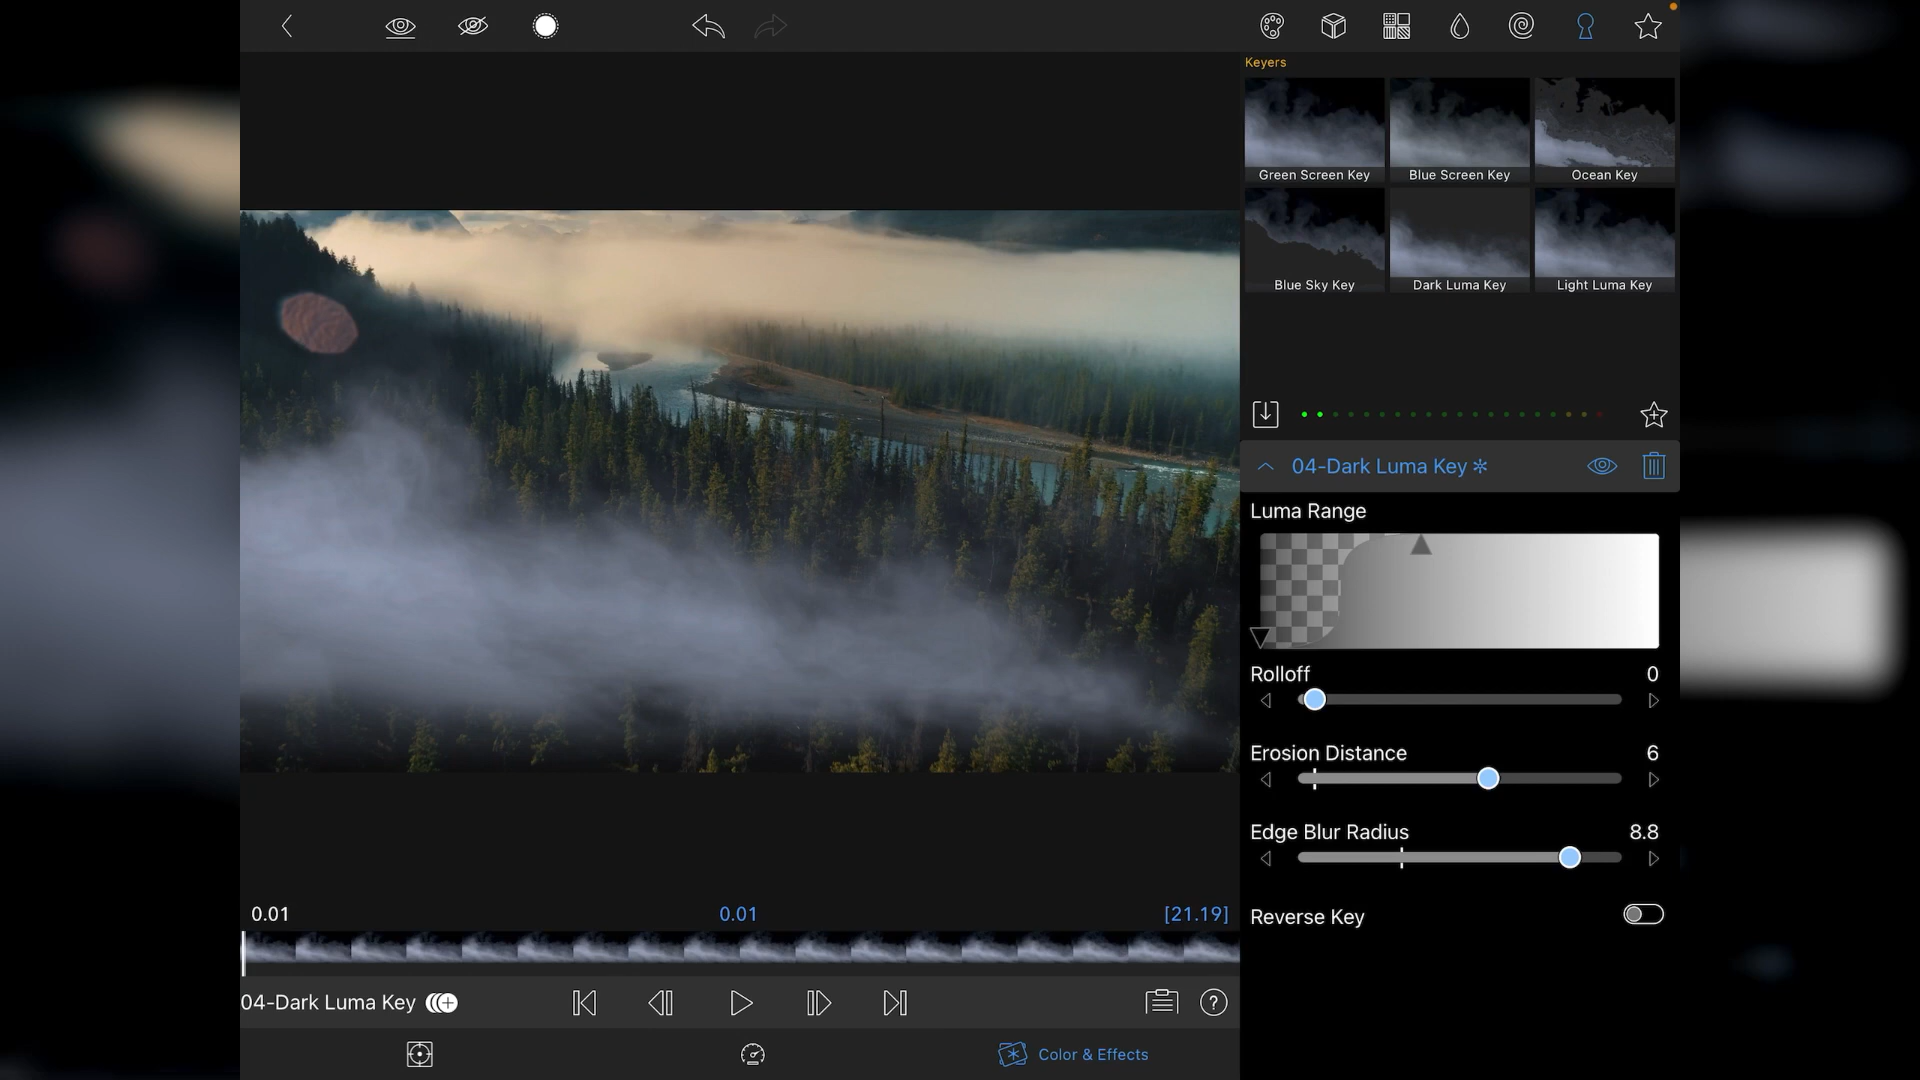 Keyers
Green Screen Key
Blue Screen Key
Ocean Key
Blue Sky Key
Dark Luma Key
Light Luma Key
04-Dark Luma Key
Luma Range
Rolloff 0
Erosion Distance 6
Edge Blur Radius 8.8
Reverse Key
0.01 0.01 [21.19]
04-Dark Luma Key
?
Color & Effects